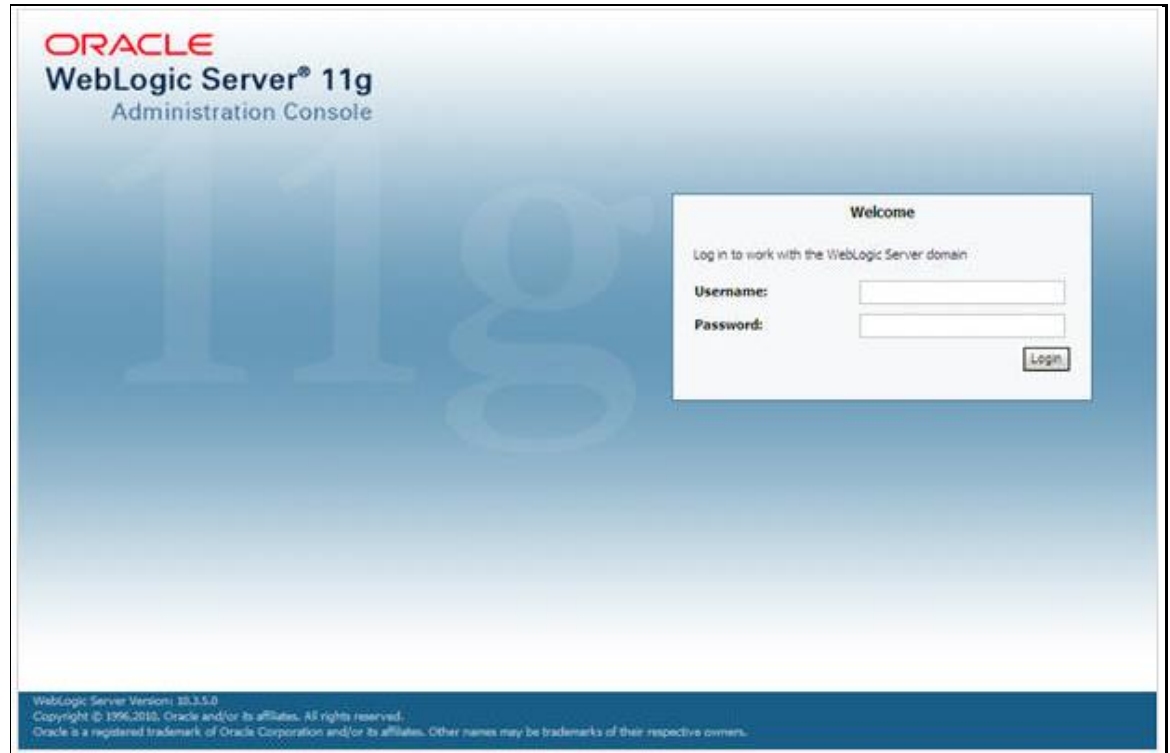 ORACLE
WebLogic Server® 11g
Administration Console
11g
Welcome
Log in to work with the WebLogic Server domain
Username:
Password:
Login
WebLogic Server Version: 10.3.5.0
Copyright © 1996,2010, Oracle and/or its affiliates. All rights reserved.
Oracle is a registered trademark of Oracle Corporation and/or its affiliates. Other names may be trademarks of their respective owners.